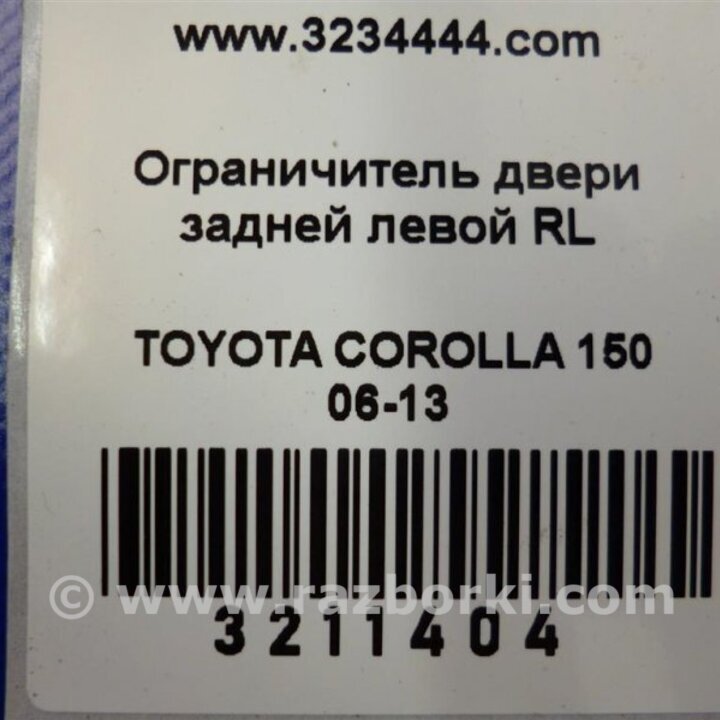 www.3234444.com
Ограничитель двери
задней левой RL
TOYOTA COROLLA 150
06-13
© www.razborki.com
3211404